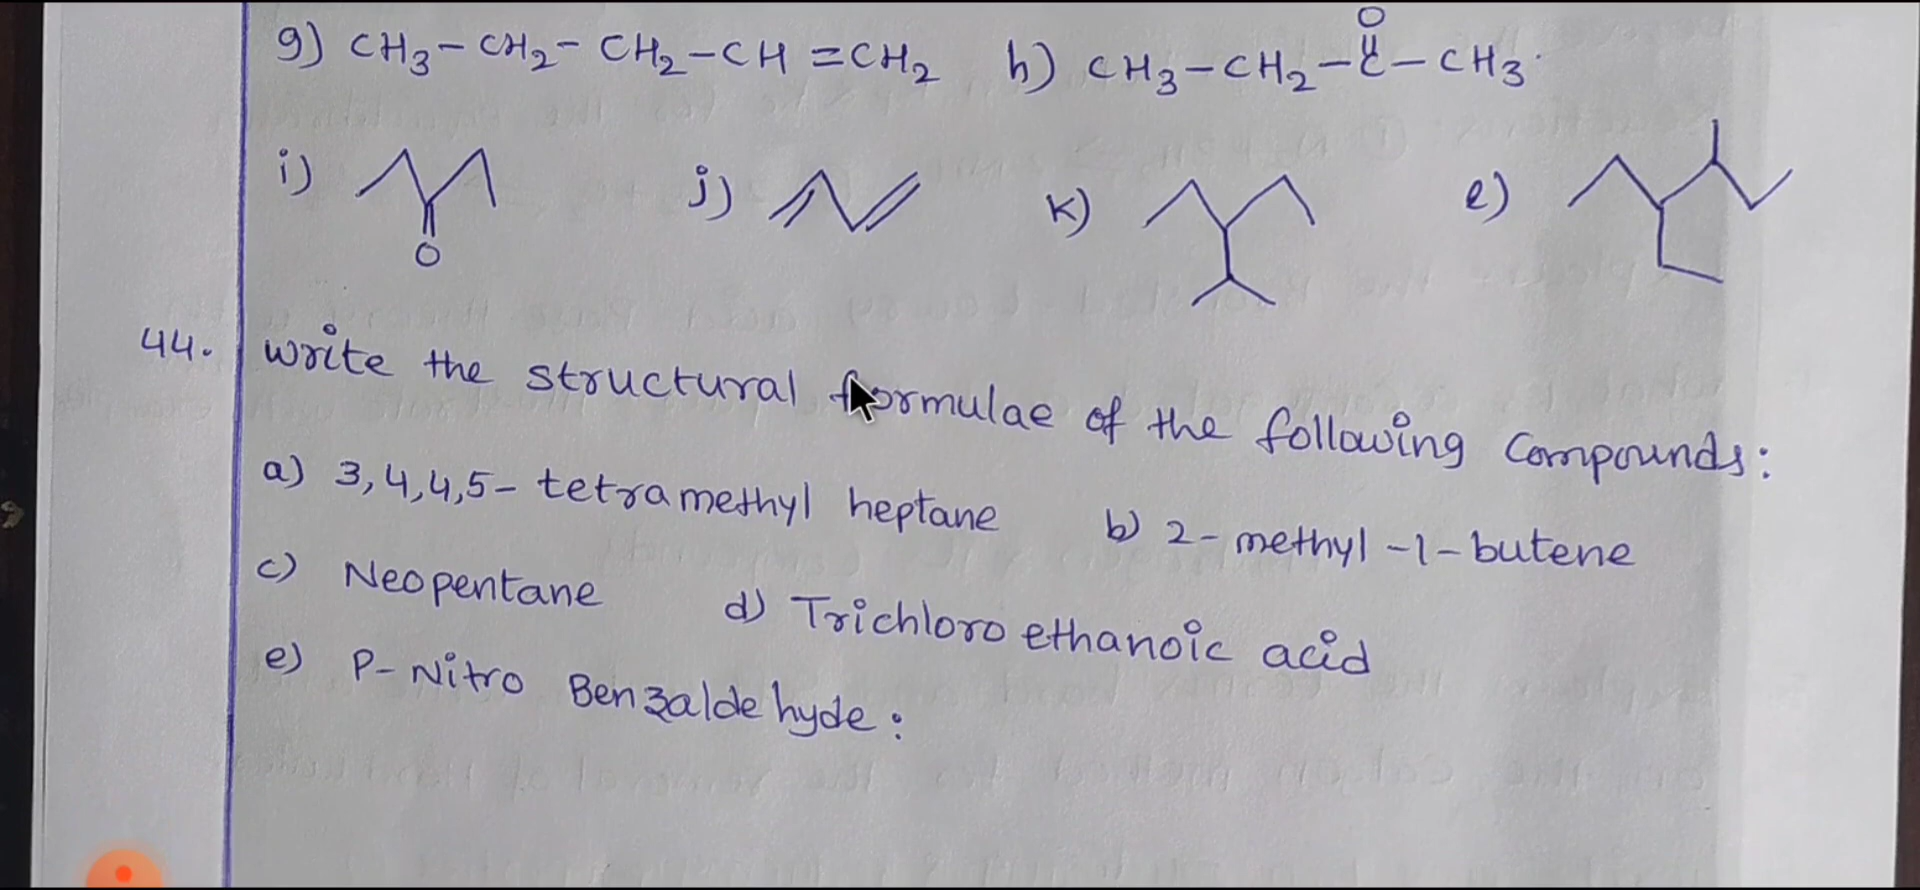 g) CH3-CH2-CH2-CH=CH2 h) CH3-CH2-C-CH3.
O
i) j) k) l)
O
44. Write the structural formulae of the following compounds:
a) 3,4,4,5-tetramethyl heptane b) 2-methyl-1-butene
c) Neopentane d) Trichloro ethanoic acid
e) P-Nitro Benzaldehyde: